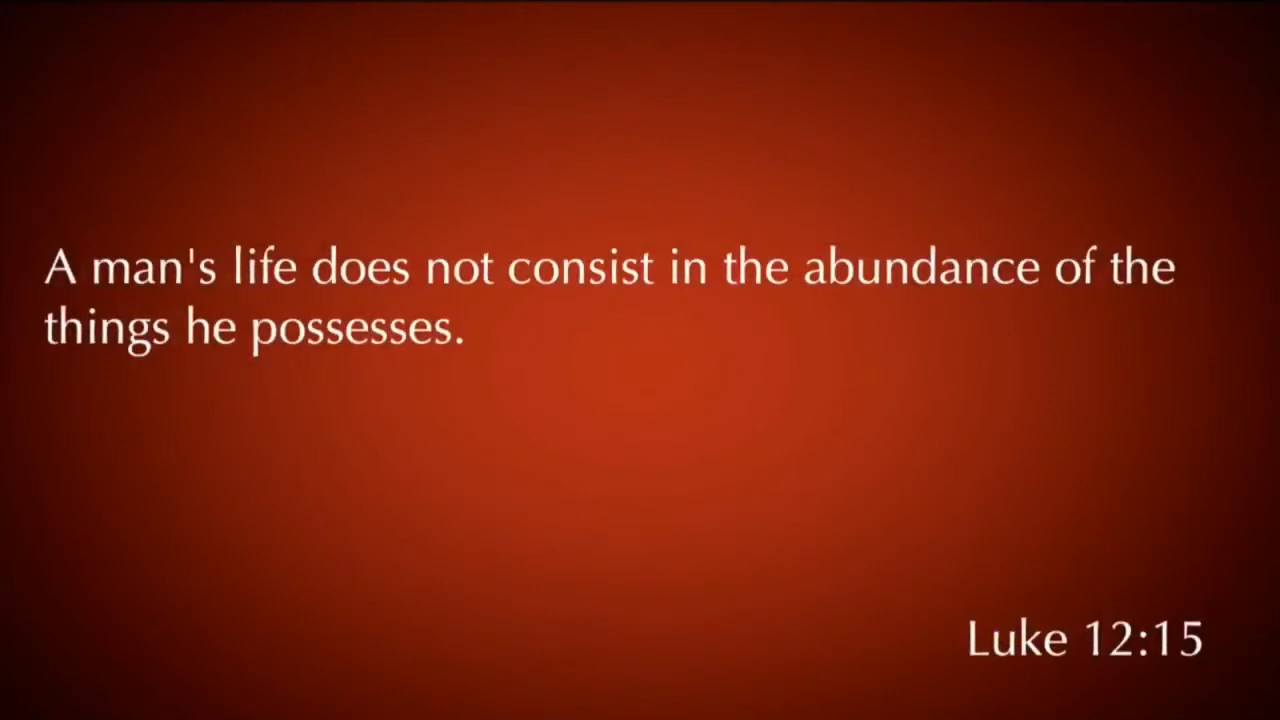 A man's life does not consist in the abundance of the
things he possesses.
Luke 12:15